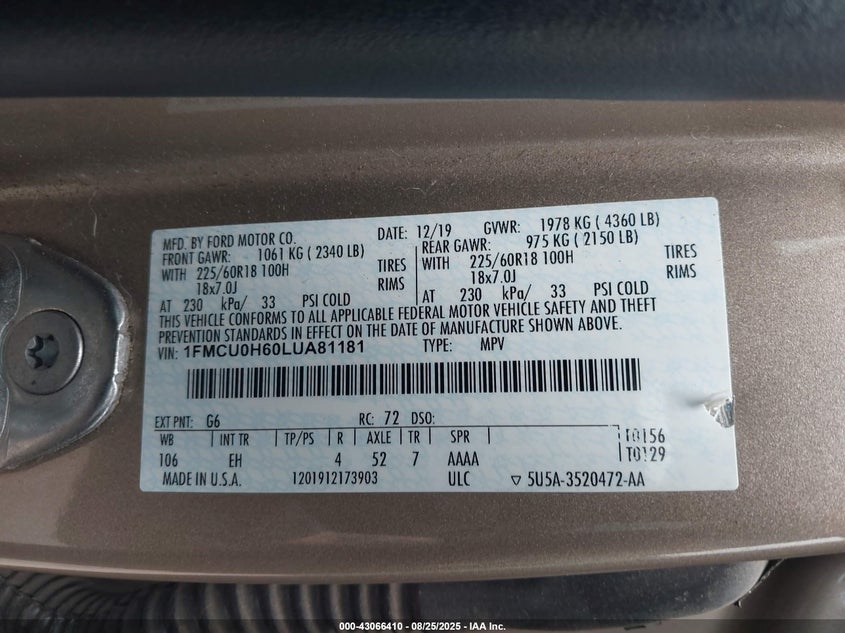 MFD. BY FORD MOTOR CO. DATE: 12/19 GVWR: 1978 KG ( 4360 LB)
FRONT GAWR: 1061 KG ( 2340 LB) REAR GAWR: 975 KG ( 2150 LB)
WITH 225/60R18 100H TIRES WITH 225/60R18 100H TIRES
18x7.0J RIMS 18x7.0J RIMS
AT 230 kPa/ 33 PSI COLD AT 230 kPa/ 33 PSI COLD
THIS VEHICLE CONFORMS TO ALL APPLICABLE FEDERAL MOTOR VEHICLE SAFETY AND THEFT
PREVENTION STANDARDS IN EFFECT ON THE DATE OF MANUFACTURE SHOWN ABOVE.
VIN: 1FMCU0H60LUA81181 TYPE: MPV
EXT PNT: G6 RC: 72 DSO:
WB INT TR TP/PS R AXLE TR SPR T0156
106 EH 4 52 7 AAAA T0129
MADE IN U.S.A. 1201912173903 ULC ▽ 5U5A-3520472-AA
000-43066410 - 08/25/2025 - IAA Inc.